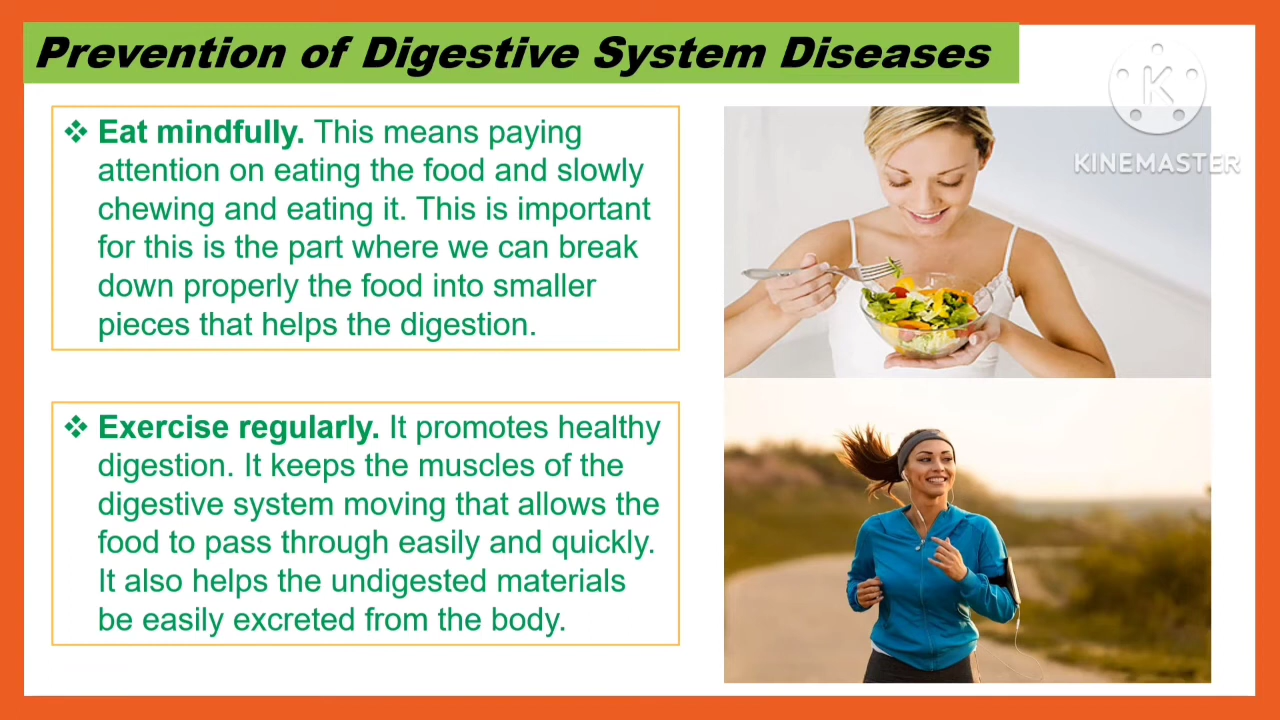 Prevention of Digestive System Diseases
K
KINEMASTER
❖ Eat mindfully. This means paying
attention on eating the food and slowly
chewing and eating it. This is important
for this is the part where we can break
down properly the food into smaller
pieces that helps the digestion.
❖ Exercise regularly. It promotes healthy
digestion. It keeps the muscles of the
digestive system moving that allows the
food to pass through easily and quickly.
It also helps the undigested materials
be easily excreted from the body.